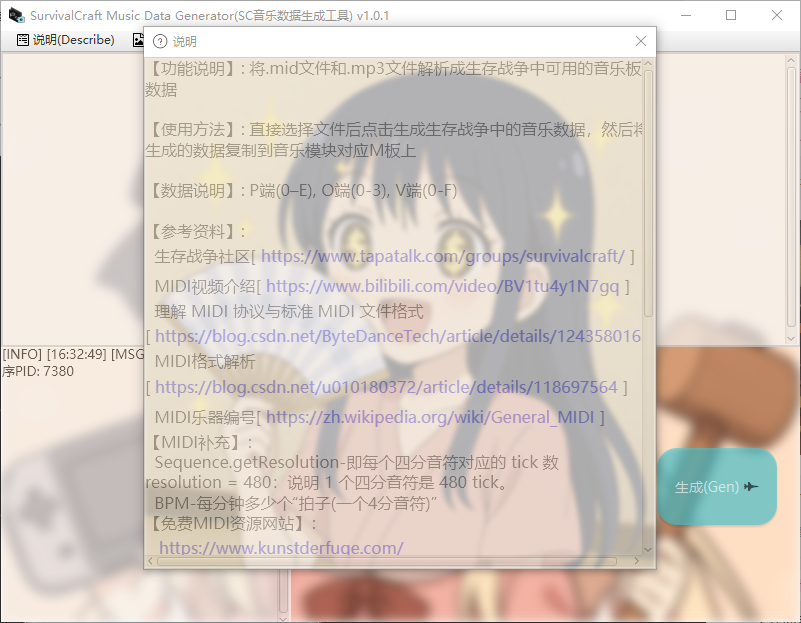 SurvivalCraft Music Data Generator(SC音乐数据生成工具) v1.0.1
说明(Describe)
说明
【功能说明】: 将.mid文件和.mp3文件解析成生存战争中可用的音乐板
数据
【使用方法】: 直接选择文件后点击生成生存战争中的音乐数据，然后将
生成的数据复制到音乐模块对应M板上
【数据说明】: P端(0–E), O端(0-3), V端(0-F)
【参考资料】:
生存战争社区[ https://www.tapatalk.com/groups/survivalcraft/ ]
MIDI视频介绍[ https://www.bilibili.com/video/BV1tu4y1N7gq ]
理解 MIDI 协议与标准 MIDI 文件格式
[ https://blog.csdn.net/ByteDanceTech/article/details/124358016
MIDI格式解析
[ https://blog.csdn.net/u010180372/article/details/118697564 ]
MIDI乐器编号[ https://zh.wikipedia.org/wiki/General_MIDI ]
【MIDI补充】:
Sequence.getResolution-即每个四分音符对应的 tick 数
resolution = 480：说明 1 个四分音符是 480 tick。
BPM-每分钟多少个“拍子(一个4分音符)”
【免费MIDI资源网站】:
https://www.kunstderfuge.com/
[INFO] [16:32:49] [MSG
序PID: 7380
生成(Gen)